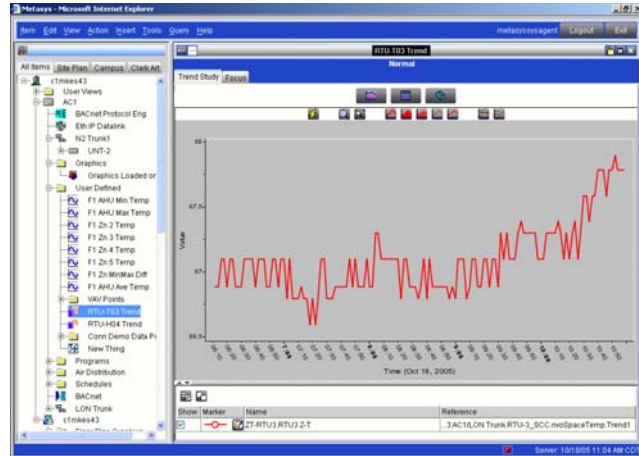 Metasys - Microsoft Internet Explorer
Item Edit View Action Insert Tools Query Help
metasyssysagent Logout Exit
All Items Site Plan Campus Clark Art
c1mkes43
User Views
AC1
BACnet Protocol Eng
Eth IP Datalink
N2 Trunk1
UNT-2
Graphics
Graphics Loaded or
User Defined
F1 AHU Min Temp
F1 AHU Max Temp
F1 Zn 2 Temp
F1 Zn 3 Temp
F1 Zn 4 Temp
F1 Zn 5 Temp
F1 Zn MinMax Diff
F1 AHU Ave Temp
VAV Points
RTU-T03 Trend
RTU-H04 Trend
Conn Demo Data P
New Thing
Programs
Air Distribution
Schedules
BACnet
LON Trunk
c1mkes43
RTU-T03 Trend
Normal
Trend Study Focus
68
67.5
67
66.5
Value
Time (Oct 18, 2005)
Show Marker Name Reference
ZT-RTU3.RTU3.Z-T ...3:AC1/LON Trunk.RTU-3_SCC.nvoSpaceTemp.Trend1
Server: 10/18/05 11:04 AM CDT